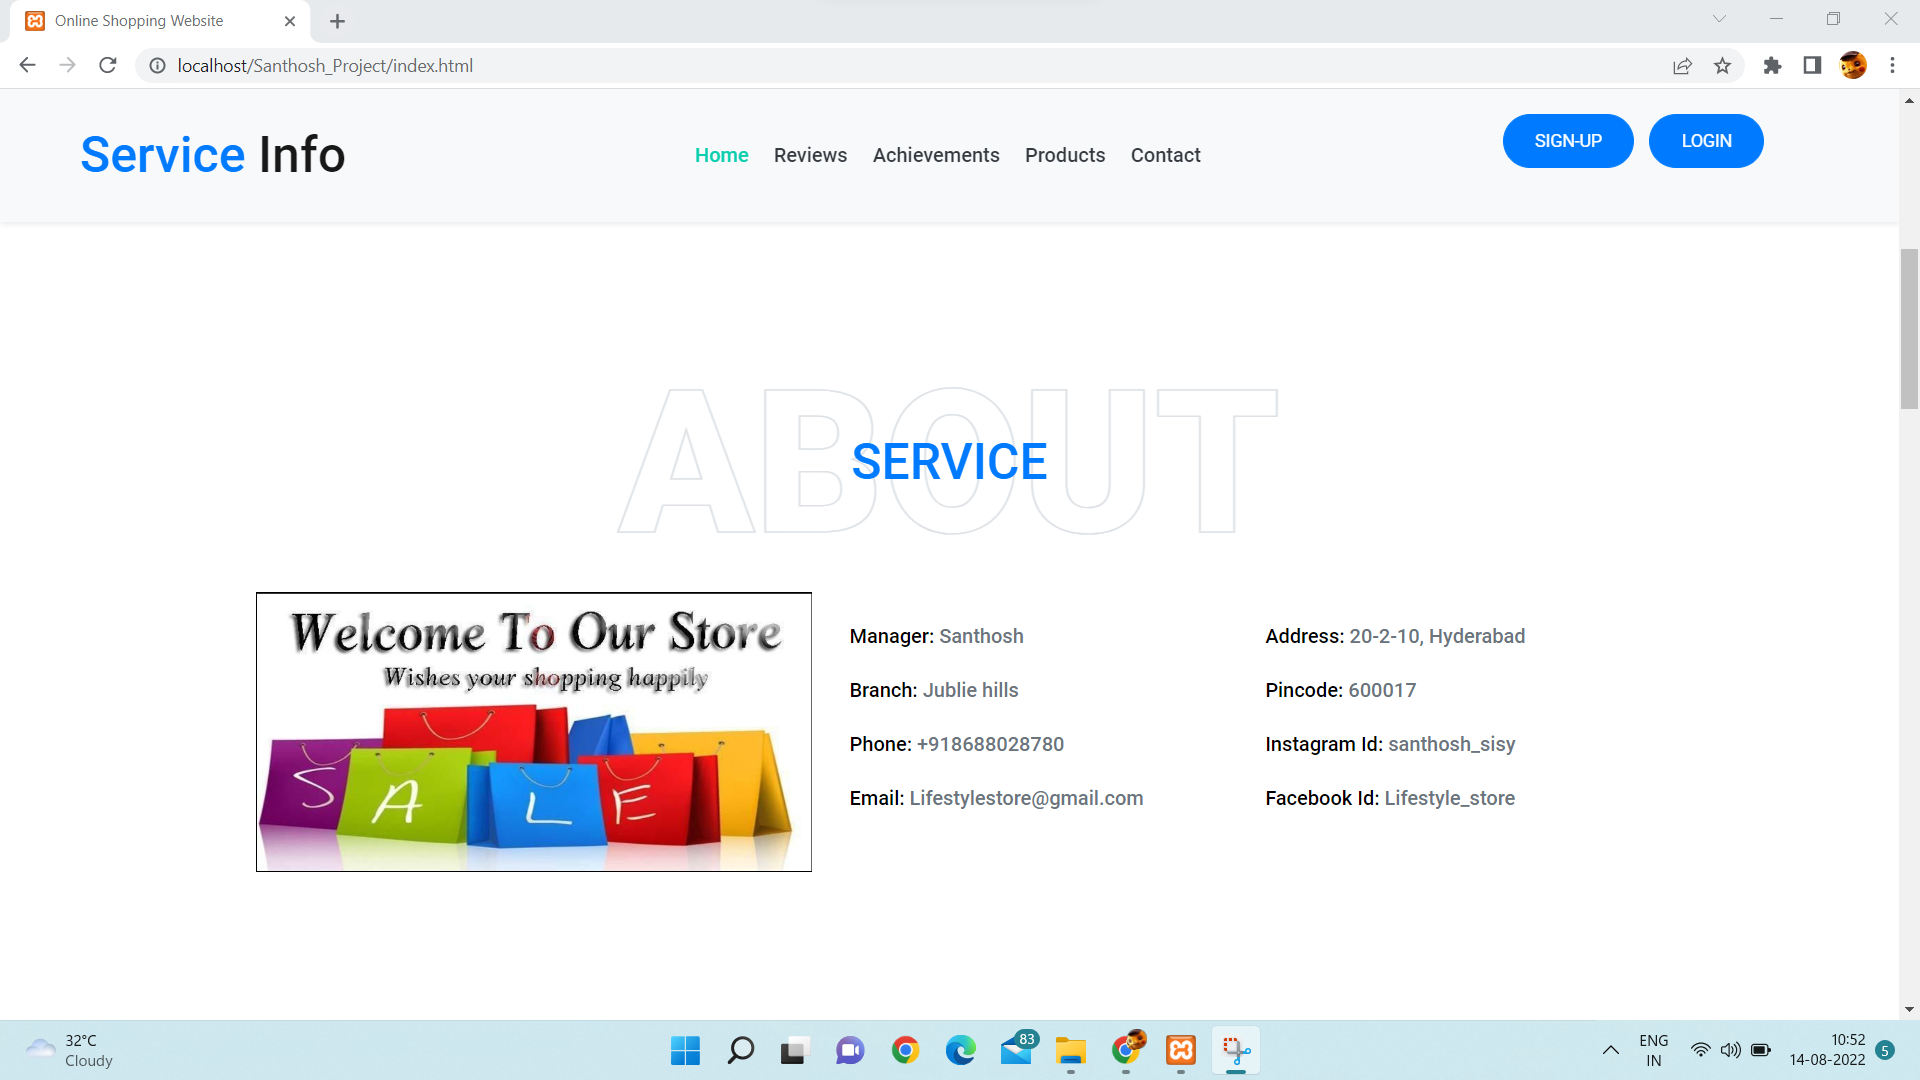 Online Shopping Website
localhost/Santhosh_Project/index.html
Service Info
Home Reviews Achievements Products Contact
SIGN-UP LOGIN
ABOUT
SERVICE
Welcome To Our Store
Wishes your shopping happily
SALE
Manager: Santhosh
Branch: Jublie hills
Phone: +918688028780
Email: Lifestylestore@gmail.com
Address: 20-2-10, Hyderabad
Pincode: 600017
Instagram Id: santhosh_sisy
Facebook Id: Lifestyle_store
32°C
Cloudy
83
ENG
IN
10:52
14-08-2022
5